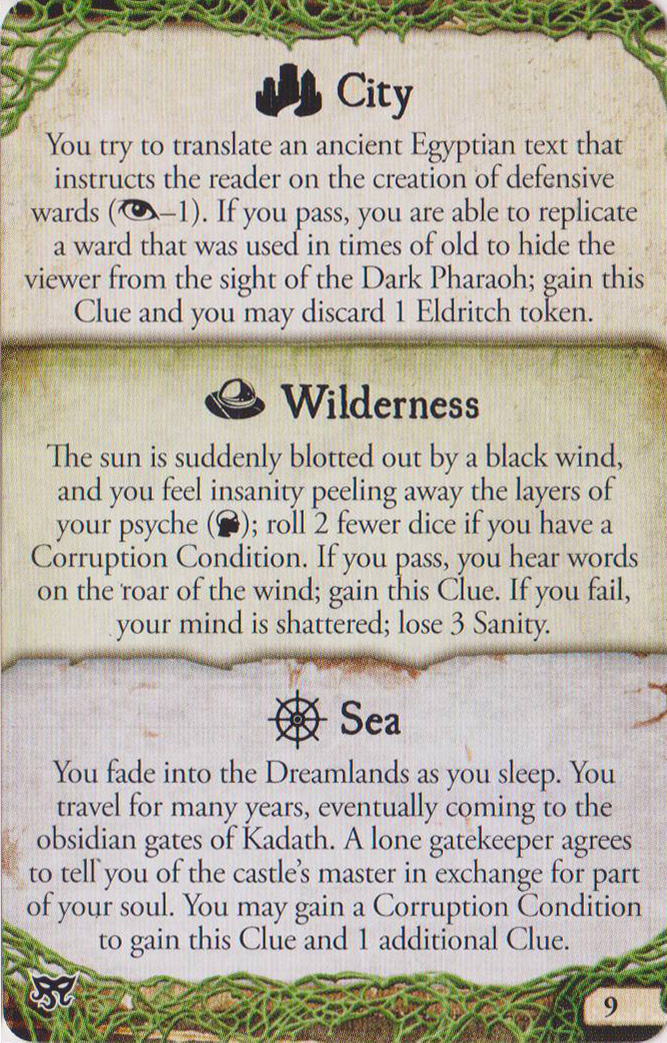 City
You try to translate an ancient Egyptian text that
instructs the reader on the creation of defensive
wards (–1). If you pass, you are able to replicate
a ward that was used in times of old to hide the
viewer from the sight of the Dark Pharaoh; gain this
Clue and you may discard 1 Eldritch token.
Wilderness
The sun is suddenly blotted out by a black wind,
and you feel insanity peeling away the layers of
your psyche (); roll 2 fewer dice if you have a
Corruption Condition. If you pass, you hear words
on the roar of the wind; gain this Clue. If you fail,
your mind is shattered; lose 3 Sanity.
Sea
You fade into the Dreamlands as you sleep. You
travel for many years, eventually coming to the
obsidian gates of Kadath. A lone gatekeeper agrees
to tell you of the castle's master in exchange for part
of your soul. You may gain a Corruption Condition
to gain this Clue and 1 additional Clue.
9